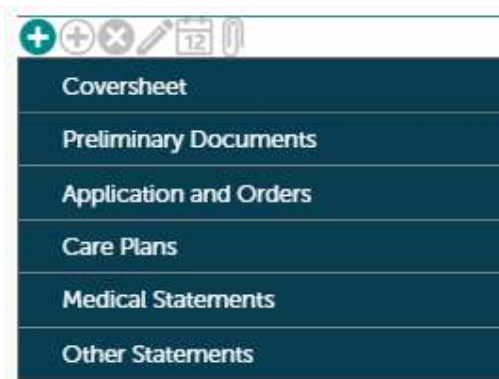 12
Coversheet
Preliminary Documents
Application and Orders
Care Plans
Medical Statements
Other Statements